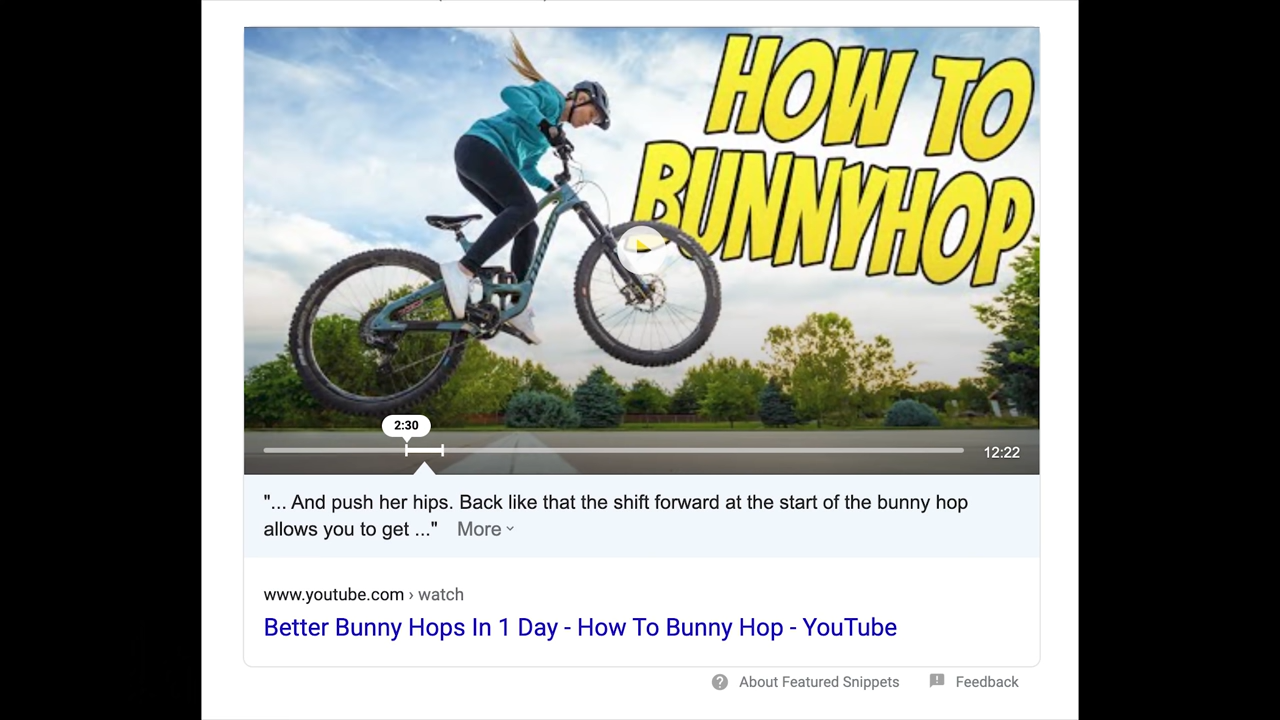 HOW TO
BUNNYHOP
2:30
12:22
"... And push her hips. Back like that the shift forward at the start of the bunny hop
allows you to get ..." More
www.youtube.com › watch
Better Bunny Hops In 1 Day - How To Bunny Hop - YouTube
About Featured Snippets Feedback